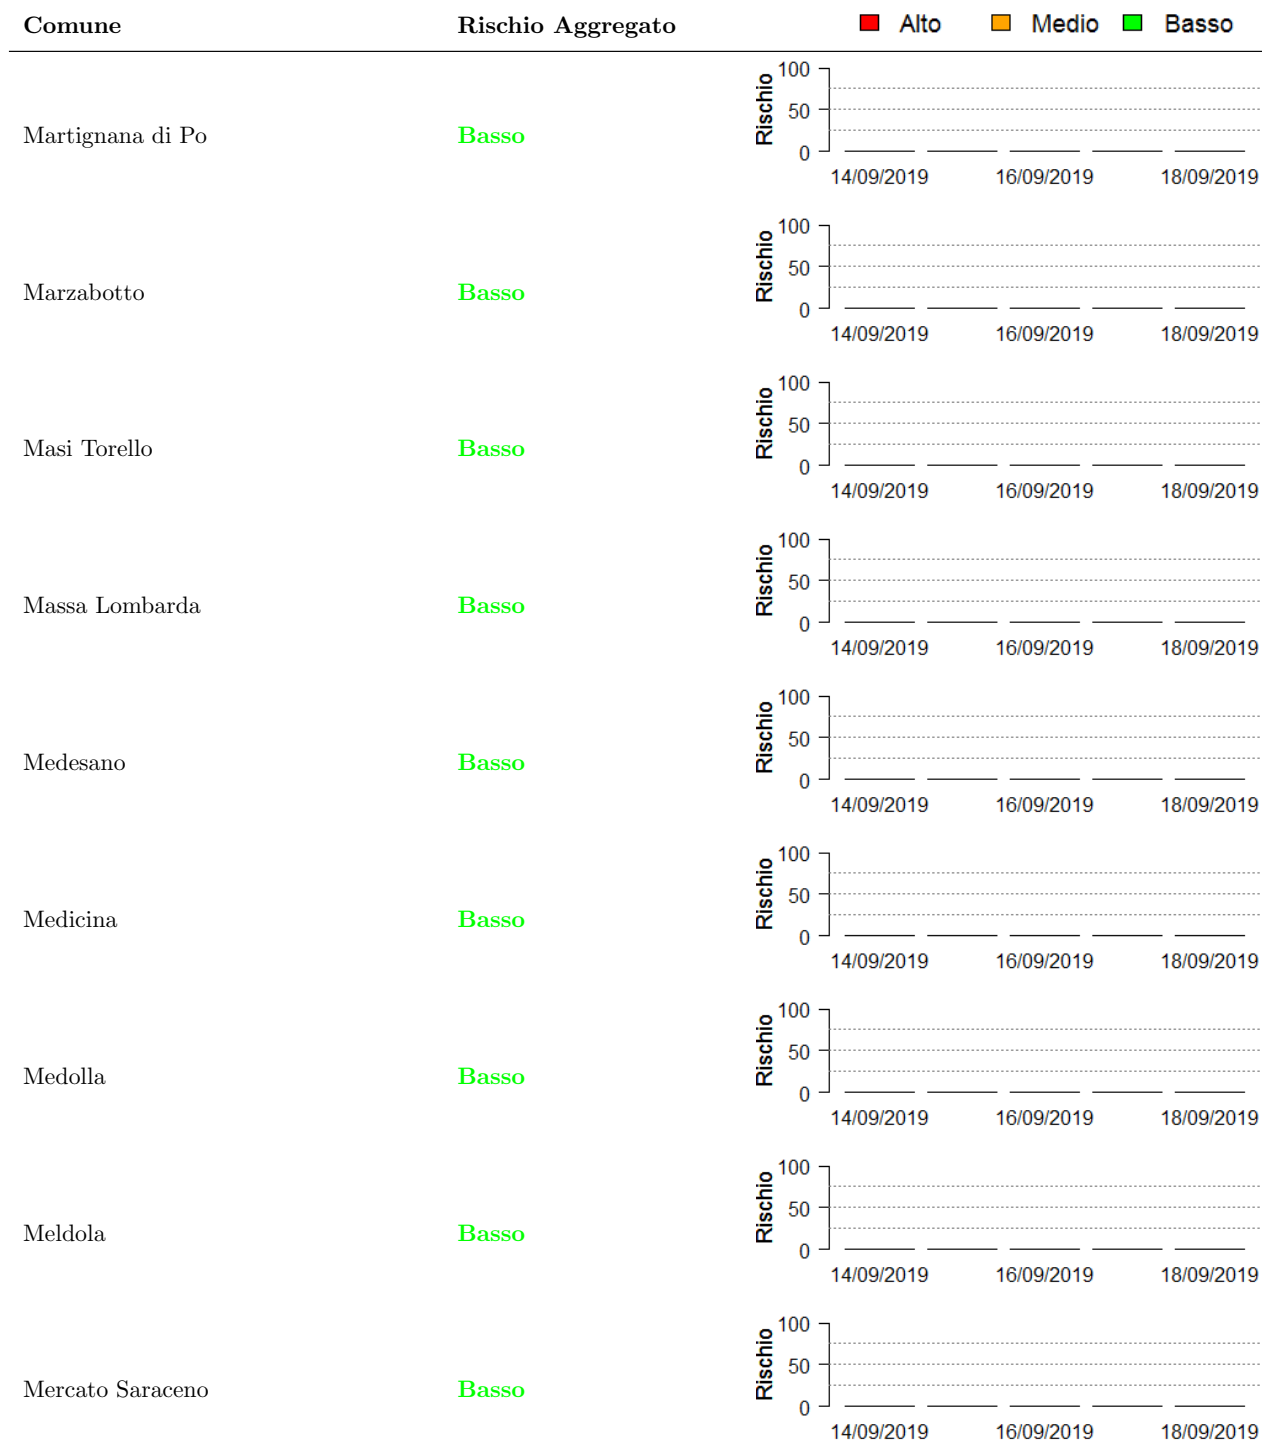 Comune Rischio Aggregato Alto Medio Basso
100
50
0
Rischio
Martignana di Po Basso
14/09/2019 16/09/2019 18/09/2019
100
50
0
Rischio
Marzabotto Basso
14/09/2019 16/09/2019 18/09/2019
100
50
0
Rischio
Masi Torello Basso
14/09/2019 16/09/2019 18/09/2019
100
50
0
Rischio
Massa Lombarda Basso
14/09/2019 16/09/2019 18/09/2019
100
50
0
Rischio
Medesano Basso
14/09/2019 16/09/2019 18/09/2019
100
50
0
Rischio
Medicina Basso
14/09/2019 16/09/2019 18/09/2019
100
50
0
Rischio
Medolla Basso
14/09/2019 16/09/2019 18/09/2019
100
50
0
Rischio
Meldola Basso
14/09/2019 16/09/2019 18/09/2019
100
50
0
Rischio
Mercato Saraceno Basso
14/09/2019 16/09/2019 18/09/2019